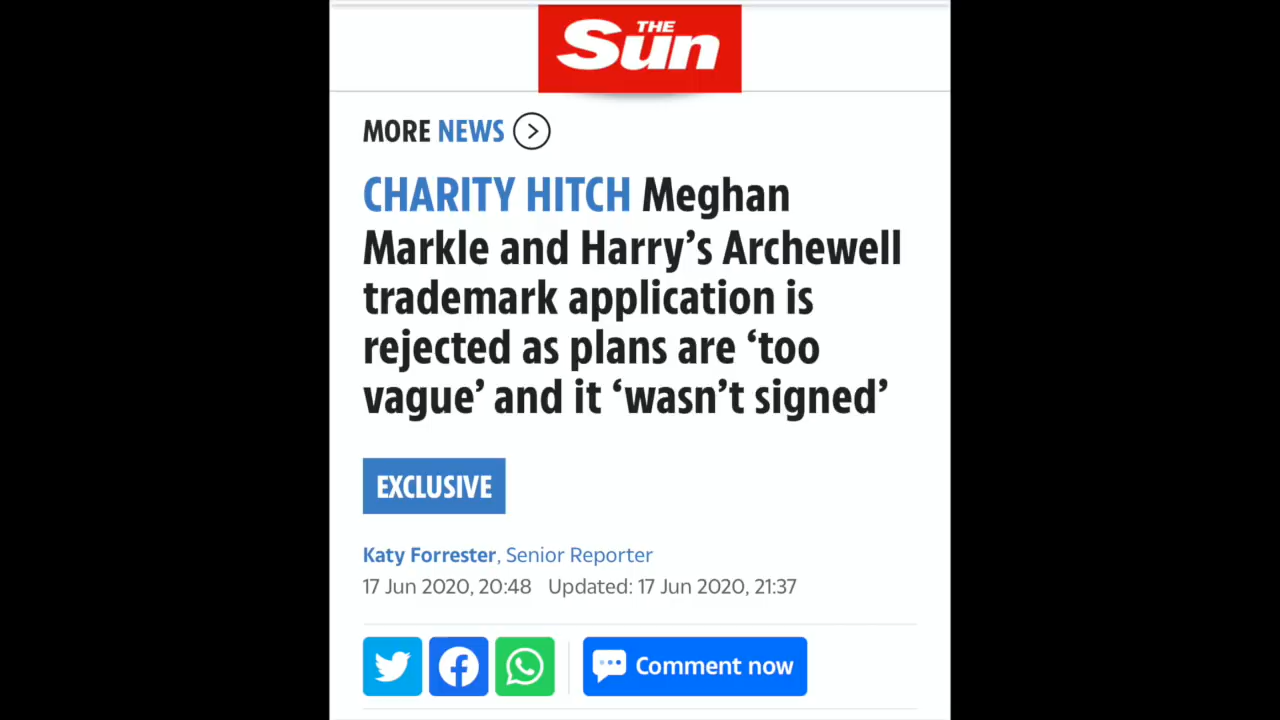 THE
Sun
MORE NEWS
CHARITY HITCH Meghan
Markle and Harry’s Archewell
trademark application is
rejected as plans are ‘too
vague’ and it ‘wasn’t signed’
EXCLUSIVE
Katy Forrester, Senior Reporter
17 Jun 2020, 20:48 Updated: 17 Jun 2020, 21:37
Comment now